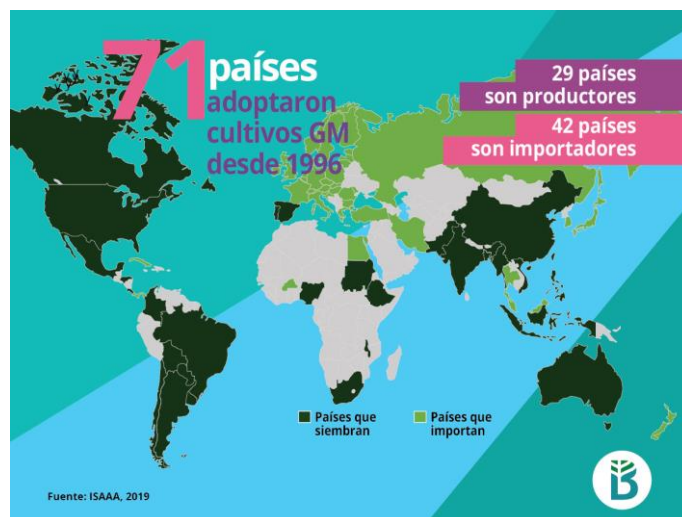 71 países
adoptaron
cultivos GM
desde 1996
29 países
son productores
42 países
son importadores
Países que
siembran
Países que
importan
Fuente: ISAAA, 2019
B